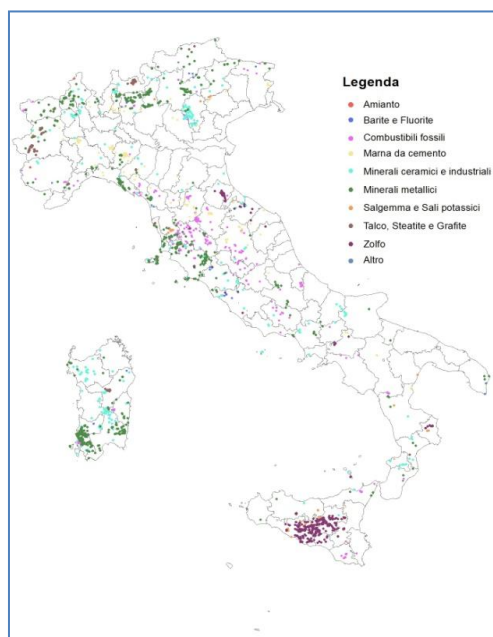 Legenda
Amianto
Barite e Fluorite
Combustibili fossili
Marna da cemento
Minerali ceramici e industriali
Minerali metallici
Salgemma e Sali potassici
Talco, Steatite e Grafite
Zolfo
Altro